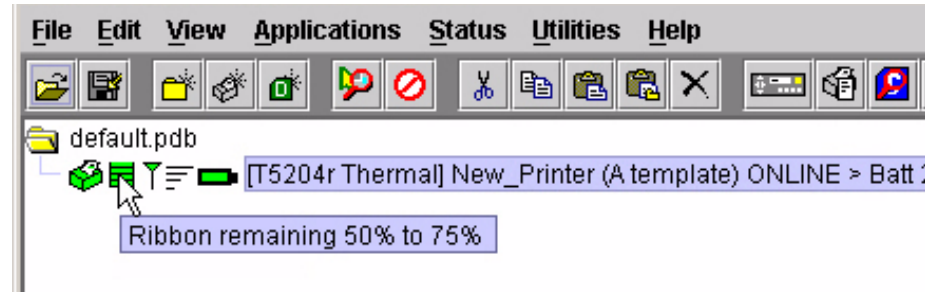 File Edit View Applications Status Utilities Help
default.pdb
[T5204r Thermal] New_Printer (A template) ONLINE > Batt
Ribbon remaining 50% to 75%